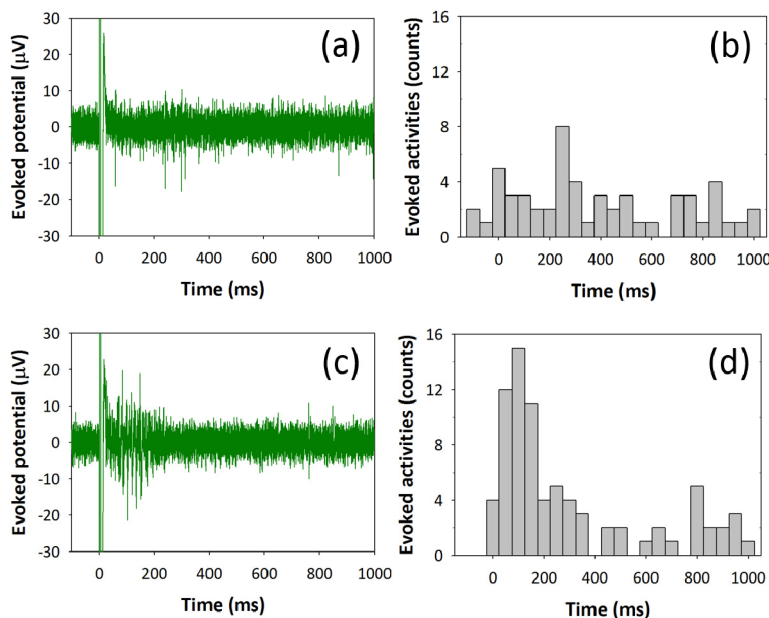 (a)
Evoked potential (µV)
30
20
10
0
-10
-20
-30
0 200 400 600 800 1000
Time (ms)
(b)
Evoked activities (counts)
16
12
8
4
0
0 200 400 600 800 1000
Time (ms)
(c)
Evoked potential (µV)
30
20
10
0
-10
-20
-30
0 200 400 600 800 1000
Time (ms)
(d)
Evoked activities (counts)
16
12
8
4
0
0 200 400 600 800 1000
Time (ms)